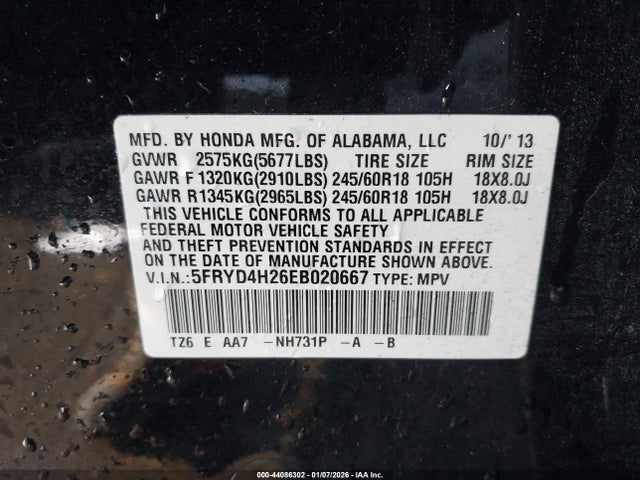 MFD. BY HONDA MFG. OF ALABAMA, LLC 10/'13
GVWR 2575KG(5677LBS) TIRE SIZE RIM SIZE
GAWR F1320KG(2910LBS) 245/60R18 105H 18X8.0J
GAWR R1345KG(2965LBS) 245/60R18 105H 18X8.0J
THIS VEHICLE CONFORMS TO ALL APPLICABLE
FEDERAL MOTOR VEHICLE SAFETY
AND THEFT PREVENTION STANDARDS IN EFFECT
ON THE DATE OF MANUFACTURE SHOWN ABOVE.
V.I.N.:5FRYD4H26EB020667 TYPE: MPV
TZ6 E AA7 -NH731P -A -B
000-44086302 - 01/07/2026 - IAA Inc.